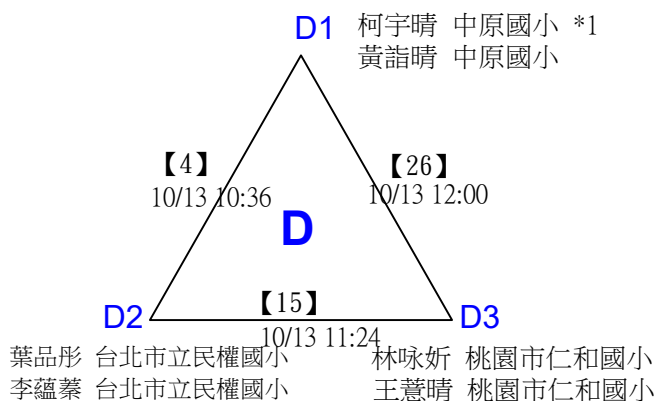 D1
柯宇晴 中原國小 *1
黃詣晴 中原國小
【4】
10/13 10:36
【26】
10/13 12:00
D
【15】
10/13 11:24
D2
D3
葉品彤 台北市立民權國小
李蘊蓁 台北市立民權國小
林咏妡 桃園市仁和國小
王薏晴 桃園市仁和國小